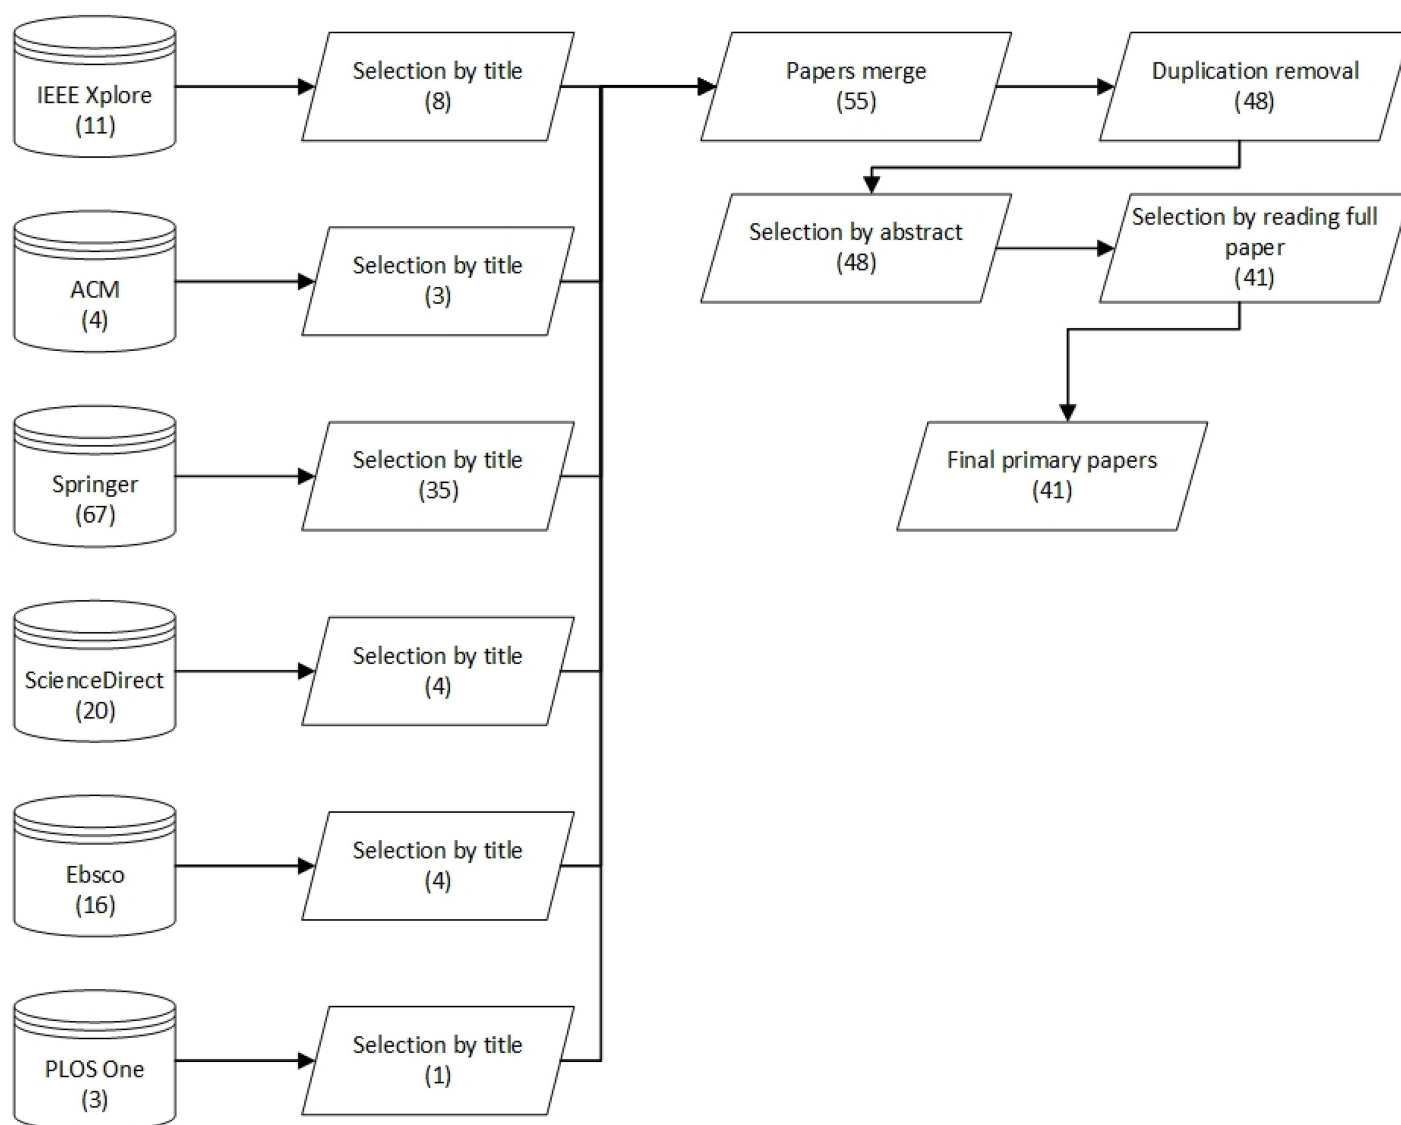 IEEE Xplore
(11)
Selection by title
(8)
Papers merge
(55)
Duplication removal
(48)
ACM
(4)
Selection by title
(3)
Selection by abstract
(48)
Selection by reading full
paper
(41)
Springer
(67)
Selection by title
(35)
Final primary papers
(41)
ScienceDirect
(20)
Selection by title
(4)
Ebsco
(16)
Selection by title
(4)
PLOS One
(3)
Selection by title
(1)